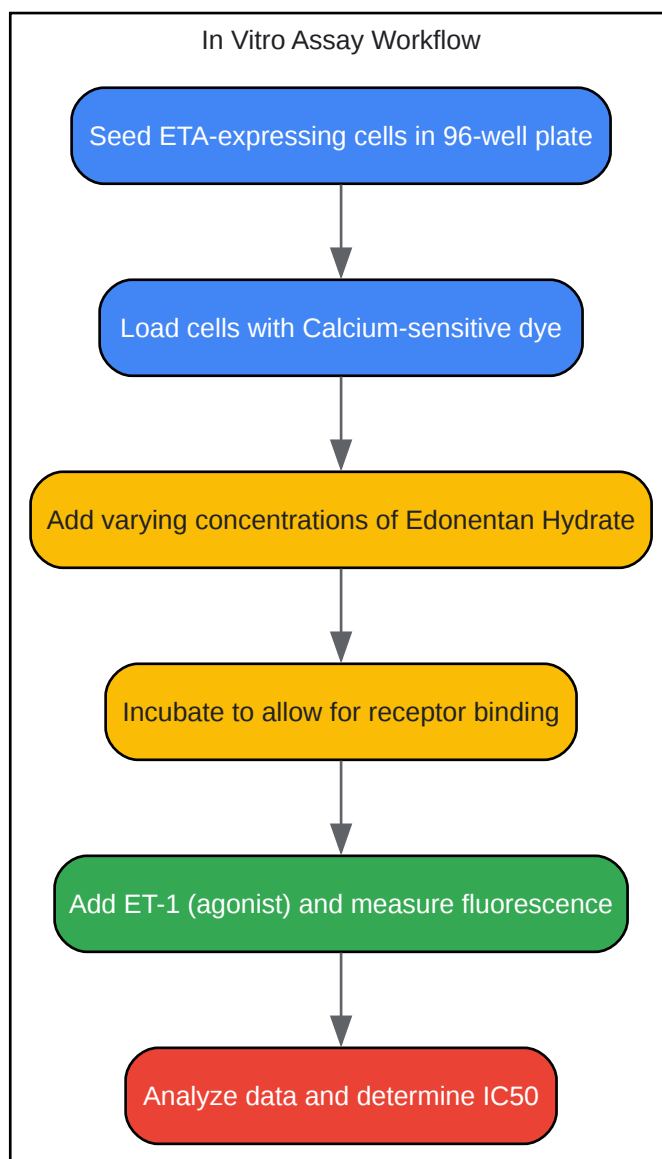 In Vitro Assay Workflow
Seed ETA-expressing cells in 96-well plate
Load cells with Calcium-sensitive dye
Add varying concentrations of Edonentan Hydrate
Incubate to allow for receptor binding
Add ET-1 (agonist) and measure fluorescence
Analyze data and determine IC50